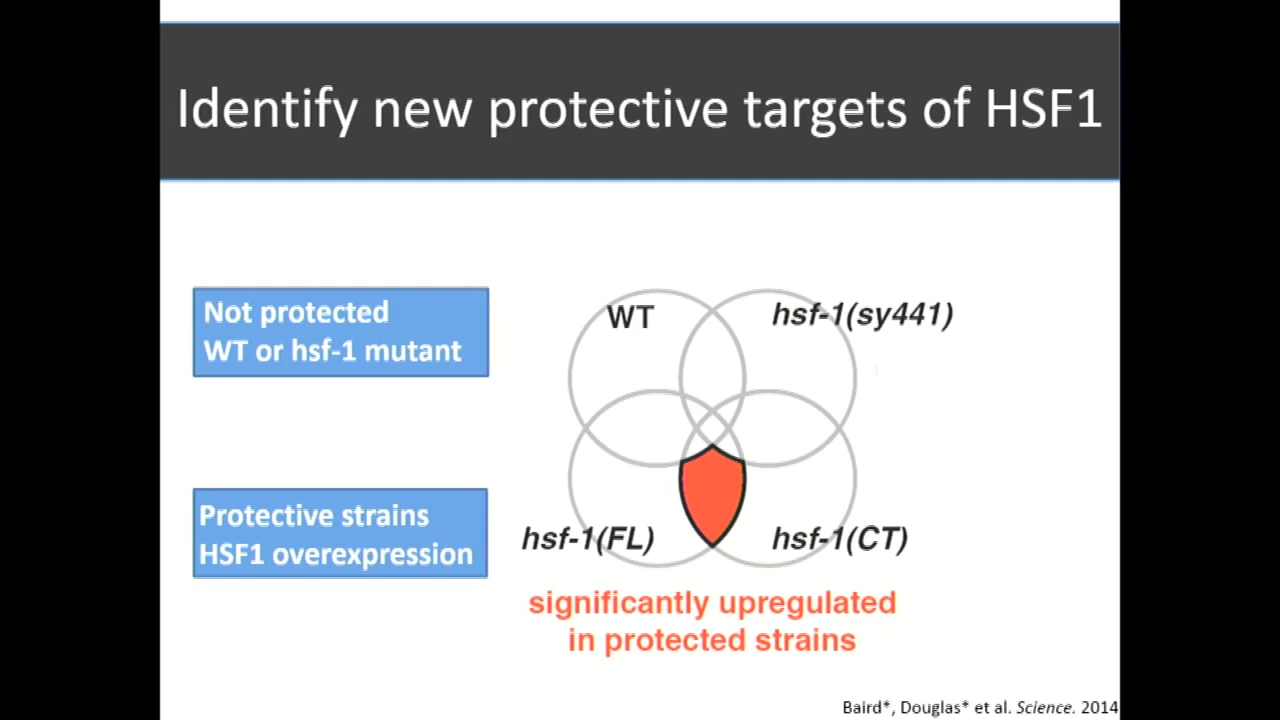 Identify new protective targets of HSF1
Not protected
WT or hsf-1 mutant
WT
hsf-1(sy441)
Protective strains
HSF1 overexpression
hsf-1(FL)
hsf-1(CT)
significantly upregulated
in protected strains
Baird*, Douglas* et al. Science. 2014